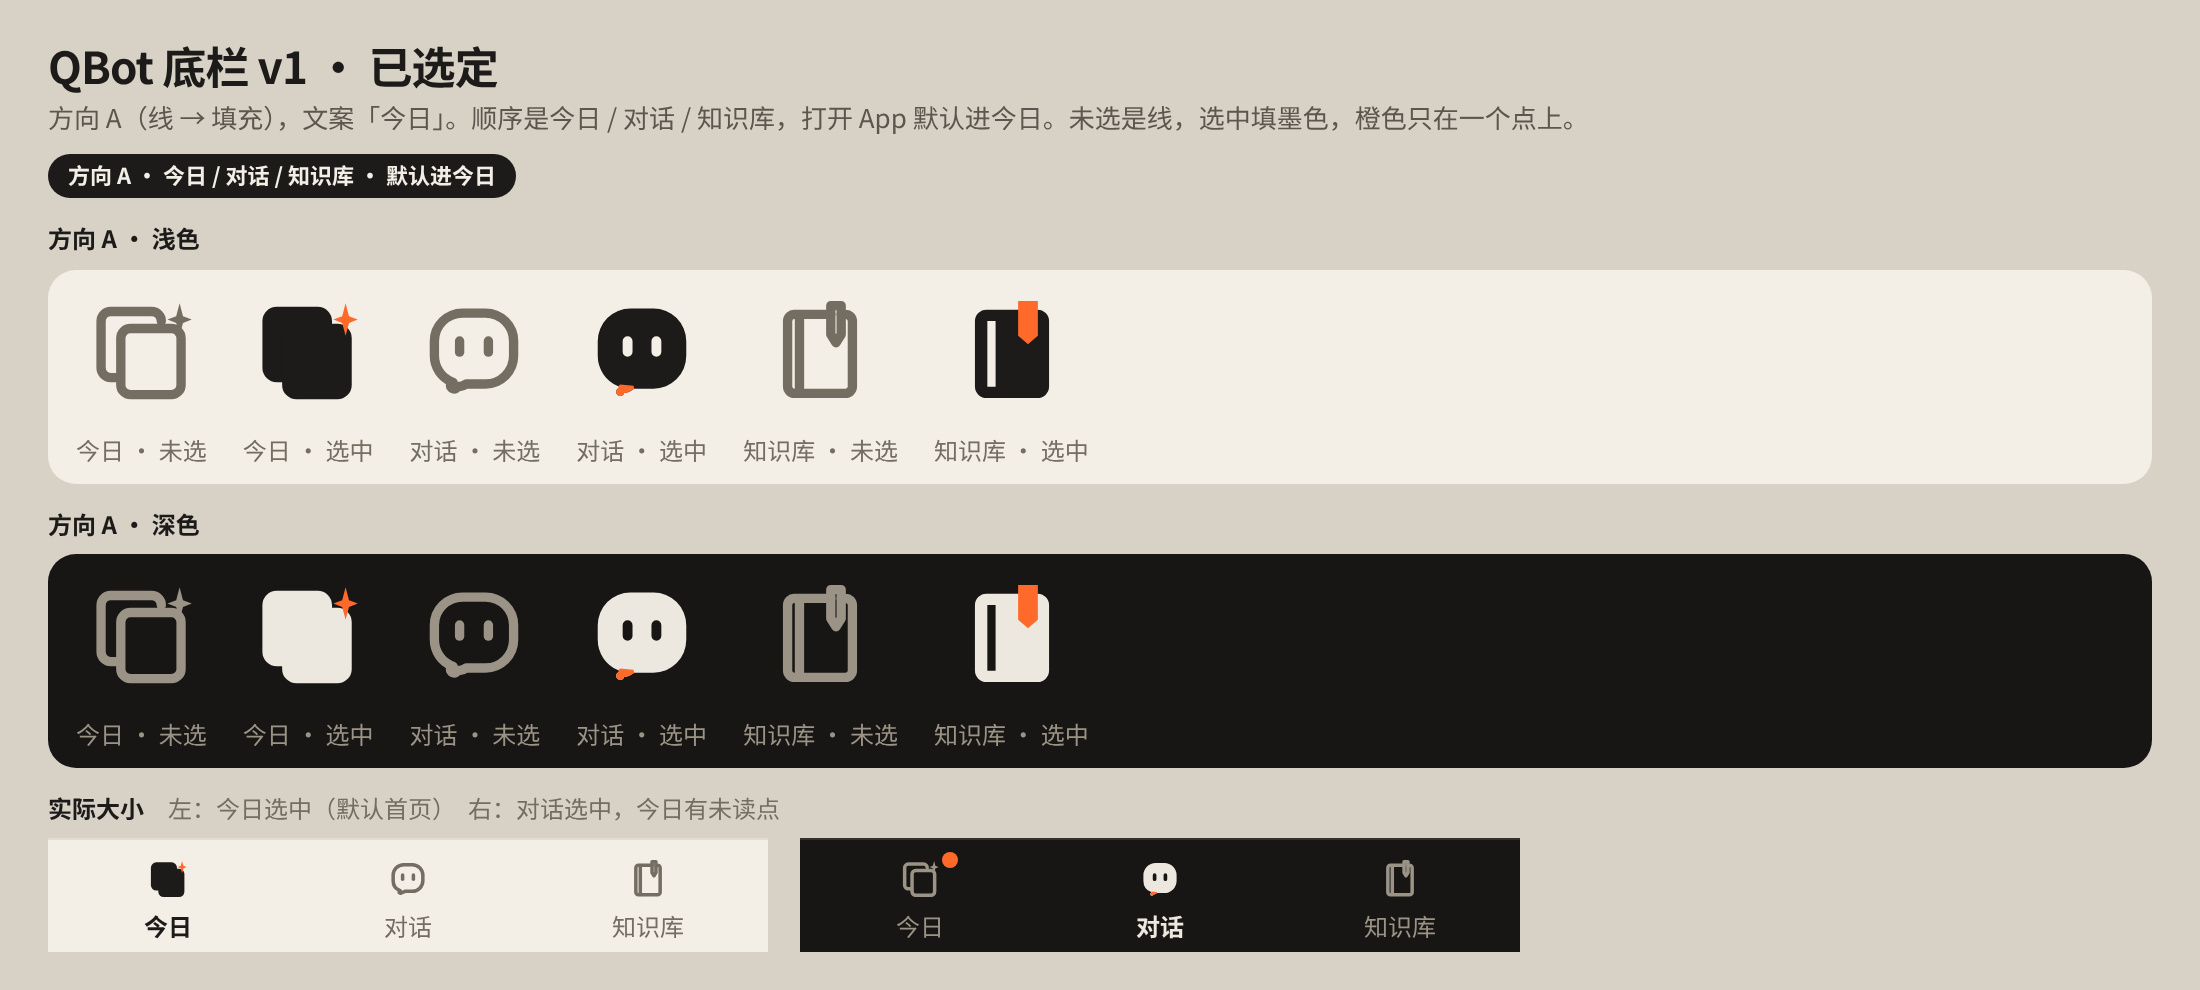 QBot 底栏 v1 · 已选定
方向 A（线 → 填充），文案「今日」。顺序是今日 / 对话 / 知识库，打开 App 默认进今日。未选是线，选中填墨色，橙色只在一个点上。
方向 A · 今日 / 对话 / 知识库 · 默认进今日
方向 A · 浅色
今日 · 未选 今日 · 选中 对话 · 未选 对话 · 选中 知识库 · 未选 知识库 · 选中
方向 A · 深色
今日 · 未选 今日 · 选中 对话 · 未选 对话 · 选中 知识库 · 未选 知识库 · 选中
实际大小 左：今日选中（默认首页） 右：对话选中，今日有未读点
今日 对话 知识库 今日 对话 知识库